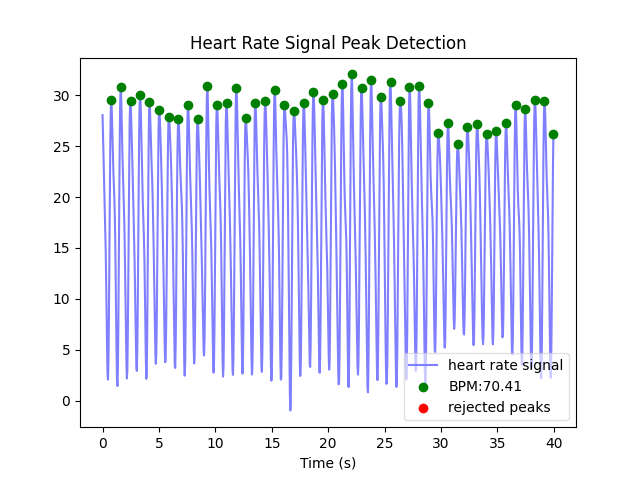 Heart Rate Signal Peak Detection
30
25
20
15
10
5
0
heart rate signal
BPM:70.41
rejected peaks
0 5 10 15 20 25 30 35 40
Time (s)